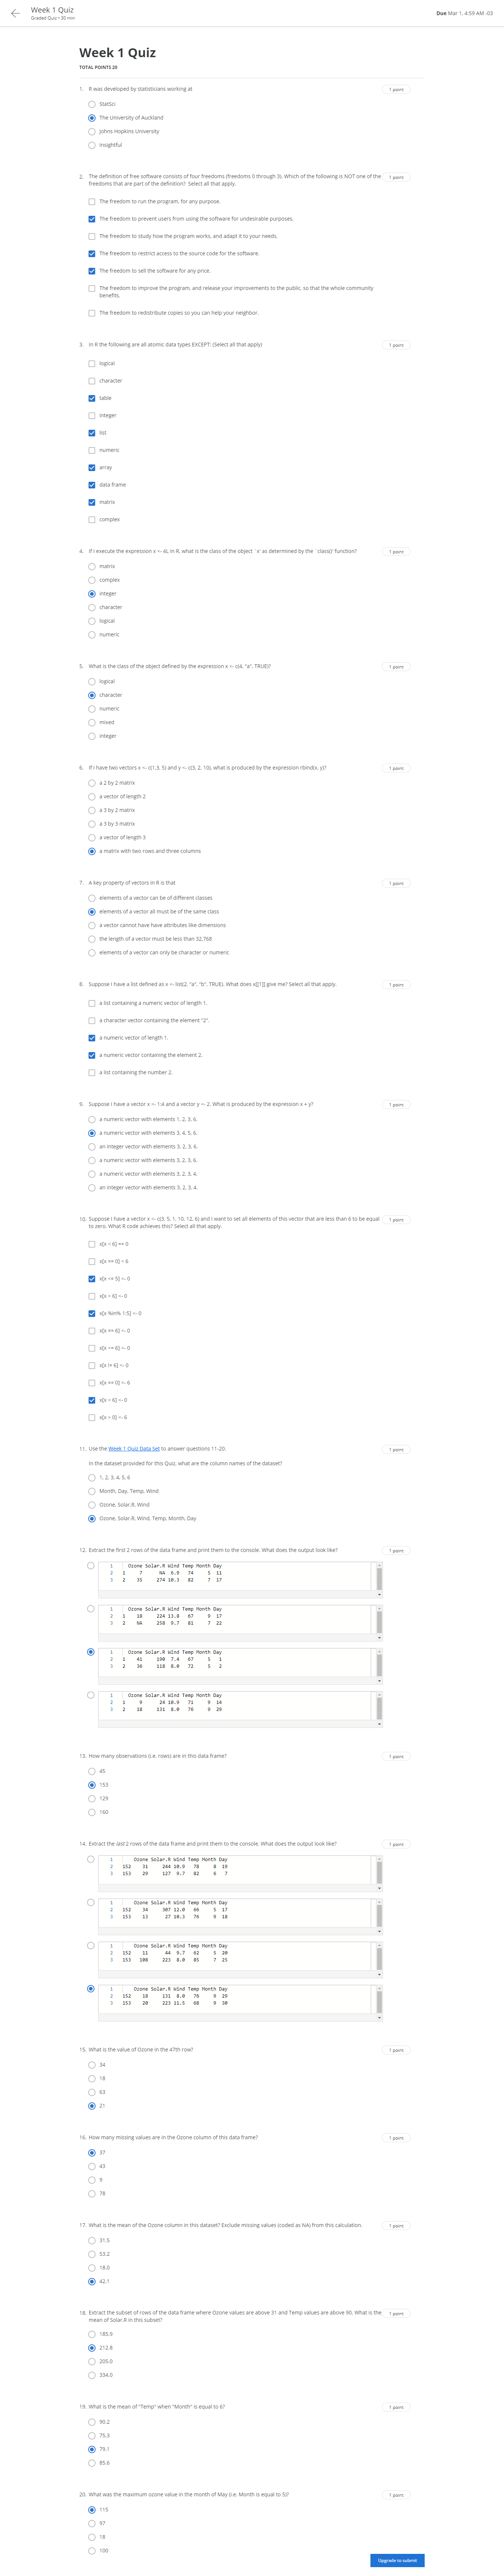 Week 1 Quiz
Graded Quiz • 30 min
Due Mar 1, 4:59 AM -03
Week 1 Quiz
TOTAL POINTS 20
1. R was developed by statisticians working at
1 point
StatSci
The University of Auckland
Johns Hopkins University
Insightful
2. The definition of free software consists of four freedoms (freedoms 0 through 3). Which of the following is NOT one of the
1 point
freedoms that are part of the definition? Select all that apply.
The freedom to run the program, for any purpose.
The freedom to prevent users from using the software for undesirable purposes.
The freedom to study how the program works, and adapt it to your needs.
The freedom to restrict access to the source code for the software.
The freedom to sell the software for any price.
The freedom to improve the program, and release your improvements to the public, so that the whole community
benefits.
The freedom to redistribute copies so you can help your neighbor.
3. In R the following are all atomic data types EXCEPT: (Select all that apply)
1 point
logical
character
table
integer
list
numeric
array
data frame
matrix
complex
4. If I execute the expression x <- 4L in R, what is the class of the object `x' as determined by the `class()' function?
1 point
matrix
complex
integer
character
logical
numeric
5. What is the class of the object defined by the expression x <- c(4, "a", TRUE)?
1 point
logical
character
numeric
mixed
integer
6. If I have two vectors x <- c(1,3, 5) and y <- c(3, 2, 10), what is produced by the expression rbind(x, y)?
1 point
a 2 by 2 matrix
a vector of length 2
a 3 by 2 matrix
a 3 by 3 matrix
a vector of length 3
a matrix with two rows and three columns
7. A key property of vectors in R is that
1 point
elements of a vector can be of different classes
elements of a vector all must be of the same class
a vector cannot have have attributes like dimensions
the length of a vector must be less than 32,768
elements of a vector can only be character or numeric
8. Suppose I have a list defined as x <- list(2, "a", "b", TRUE). What does x[[1]] give me? Select all that apply.
1 point
a list containing a numeric vector of length 1.
a character vector containing the element "2".
a numeric vector of length 1.
a numeric vector containing the element 2.
a list containing the number 2.
9. Suppose I have a vector x <- 1:4 and a vector y <- 2. What is produced by the expression x + y?
1 point
a numeric vector with elements 1, 2, 3, 6.
a numeric vector with elements 3, 4, 5, 6.
an integer vector with elements 3, 2, 3, 6.
a numeric vector with elements 3, 2, 3, 6.
a numeric vector with elements 3, 2, 3, 4.
an integer vector with elements 3, 2, 3, 4.
10. Suppose I have a vector x <- c(3, 5, 1, 10, 12, 6) and I want to set all elements of this vector that are less than 6 to be equal
1 point
to zero. What R code achieves this? Select all that apply.
x[x < 6] == 0
x[x == 0] < 6
x[x <= 5] <- 0
x[x > 6] <- 0
x[x %in% 1:5] <- 0
x[x == 6] <- 0
x[x >= 6] <- 0
x[x != 6] <- 0
x[x == 0] <- 6
x[x < 6] <- 0
x[x > 0] <- 6
11. Use the Week 1 Quiz Data Set to answer questions 11-20.
1 point
In the dataset provided for this Quiz, what are the column names of the dataset?
1, 2, 3, 4, 5, 6
Month, Day, Temp, Wind
Ozone, Solar.R, Wind
Ozone, Solar.R, Wind, Temp, Month, Day
12. Extract the first 2 rows of the data frame and print them to the console. What does the output look like?
1 point
1 Ozone Solar.R Wind Temp Month Day
2 1 7 NA 6.9 74 5 11
3 2 35 274 10.3 82 7 17
1 Ozone Solar.R Wind Temp Month Day
2 1 18 224 13.8 67 9 17
3 2 NA 258 9.7 81 7 22
1 Ozone Solar.R Wind Temp Month Day
2 1 41 190 7.4 67 5 1
3 2 36 118 8.0 72 5 2
1 Ozone Solar.R Wind Temp Month Day
2 1 9 24 10.9 71 9 14
3 2 18 131 8.0 76 9 29
13. How many observations (i.e. rows) are in this data frame?
1 point
45
153
129
160
14. Extract the last 2 rows of the data frame and print them to the console. What does the output look like?
1 point
1 Ozone Solar.R Wind Temp Month Day
2 152 31 244 10.9 78 8 19
3 153 29 127 9.7 82 6 7
1 Ozone Solar.R Wind Temp Month Day
2 152 34 307 12.0 66 5 17
3 153 13 27 10.3 76 9 18
1 Ozone Solar.R Wind Temp Month Day
2 152 11 44 9.7 62 5 20
3 153 108 223 8.0 85 7 25
1 Ozone Solar.R Wind Temp Month Day
2 152 18 131 8.0 76 9 29
3 153 20 223 11.5 68 9 30
15. What is the value of Ozone in the 47th row?
1 point
34
18
63
21
16. How many missing values are in the Ozone column of this data frame?
1 point
37
43
9
78
17. What is the mean of the Ozone column in this dataset? Exclude missing values (coded as NA) from this calculation.
1 point
31.5
53.2
18.0
42.1
18. Extract the subset of rows of the data frame where Ozone values are above 31 and Temp values are above 90. What is the
1 point
mean of Solar.R in this subset?
185.9
212.8
205.0
334.0
19. What is the mean of "Temp" when "Month" is equal to 6?
1 point
90.2
75.3
79.1
85.6
20. What was the maximum ozone value in the month of May (i.e. Month is equal to 5)?
1 point
115
97
18
100
Upgrade to submit